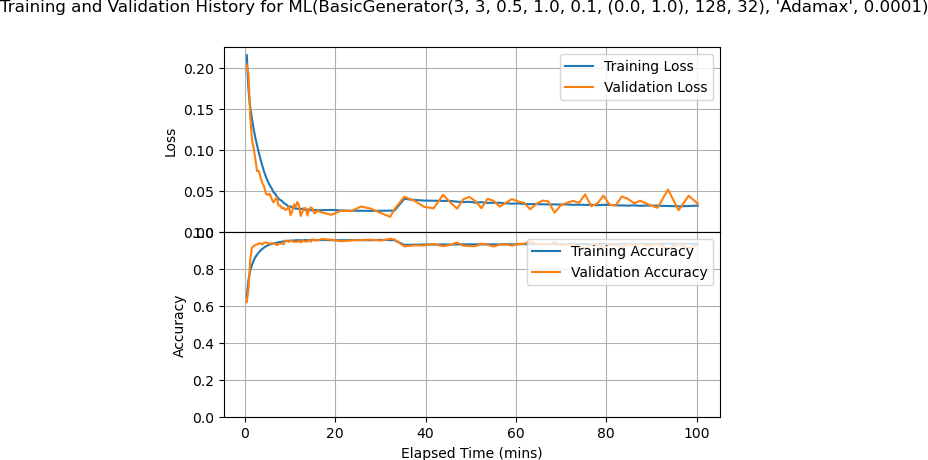 Training and Validation History for ML(BasicGenerator(3, 3, 0.5, 1.0, 0.1, (0.0, 1.0), 128, 32), 'Adamax', 0.0001)
0.20
0.15
0.10
0.05
0.00
Loss
Training Loss
Validation Loss
1.0
0.8
0.6
0.4
0.2
0.0
Accuracy
Training Accuracy
Validation Accuracy
0
20
40
60
80
100
Elapsed Time (mins)